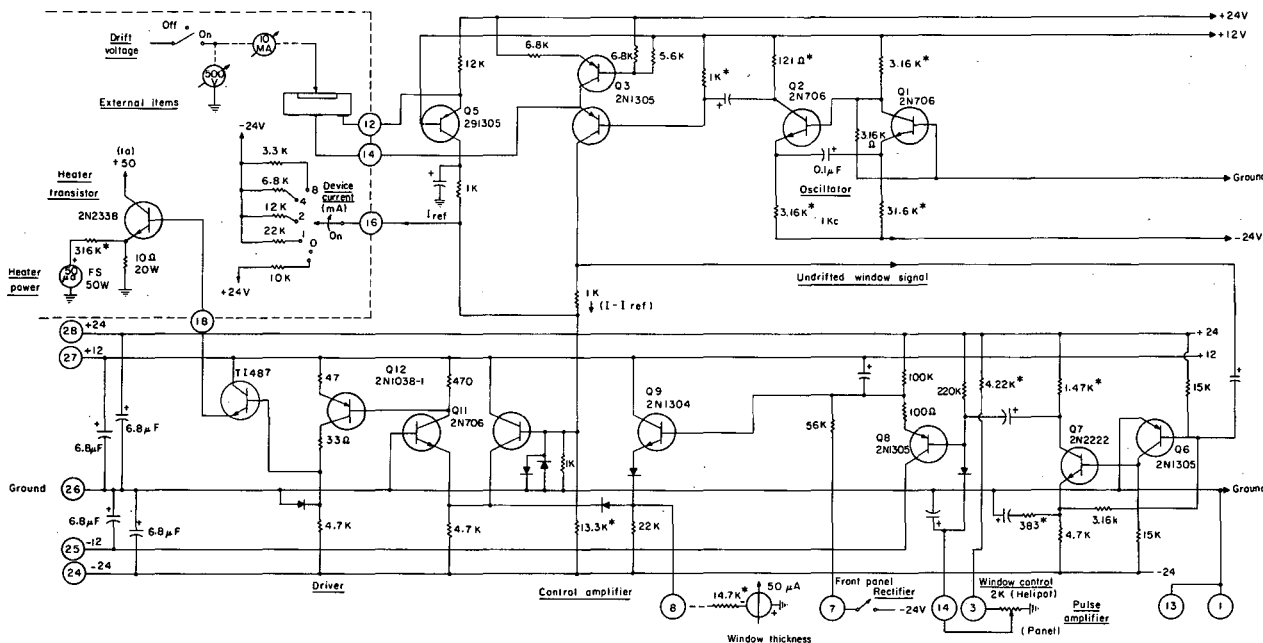 +24V
+12V
Off
On
Drift
voltage
10
MA
500
V
External items
6.8K
6.8K
5.6K
12K
Q3
2N1305
1K*
121Ω*
Q2
2N706
3.16K*
Q1
2N706
Q5
291305
12
14
3.16K
Ω
0.1μF
Oscillator
Ground
-24V
3.3K
6.8K
12K
22K
8
4
2
1
0
Device
current
(mA)
On
16
I ref
1K
+24V
10K
(1a)
+50
Heater
transistor
2N2338
316K*
10Ω
20W
50
μa
FS
50W
Heater
power
18
3.16K*
1Kc
31.6K*
-24V
Undrifted window signal
1K
(I-I ref)
28
+24
+24
27
+12
+12
TI487
47
Q12
2N1038-1
470
Q11
2N706
Q9
2N1304
100K
100Ω
220K
4.22K*
1.47K*
15K
56K
Q8
2N1305
Q7
2N2222
Q6
2N1305
33Ω
6.8μF
6.8μF
1K
Ground
26
Ground
6.8μF
6.8μF
4.7K
4.7K
13.3K*
22K
383*
3.16k
4.7K
15K
25
-12
24
-24
-24
Driver
Control amplifier
8
14.7K*
50 μA
Window thickness
Front panel
Rectifier
7
-24V
14
3
Window control
2K (Helipot)
(Panel)
Pulse
amplifier
13
1